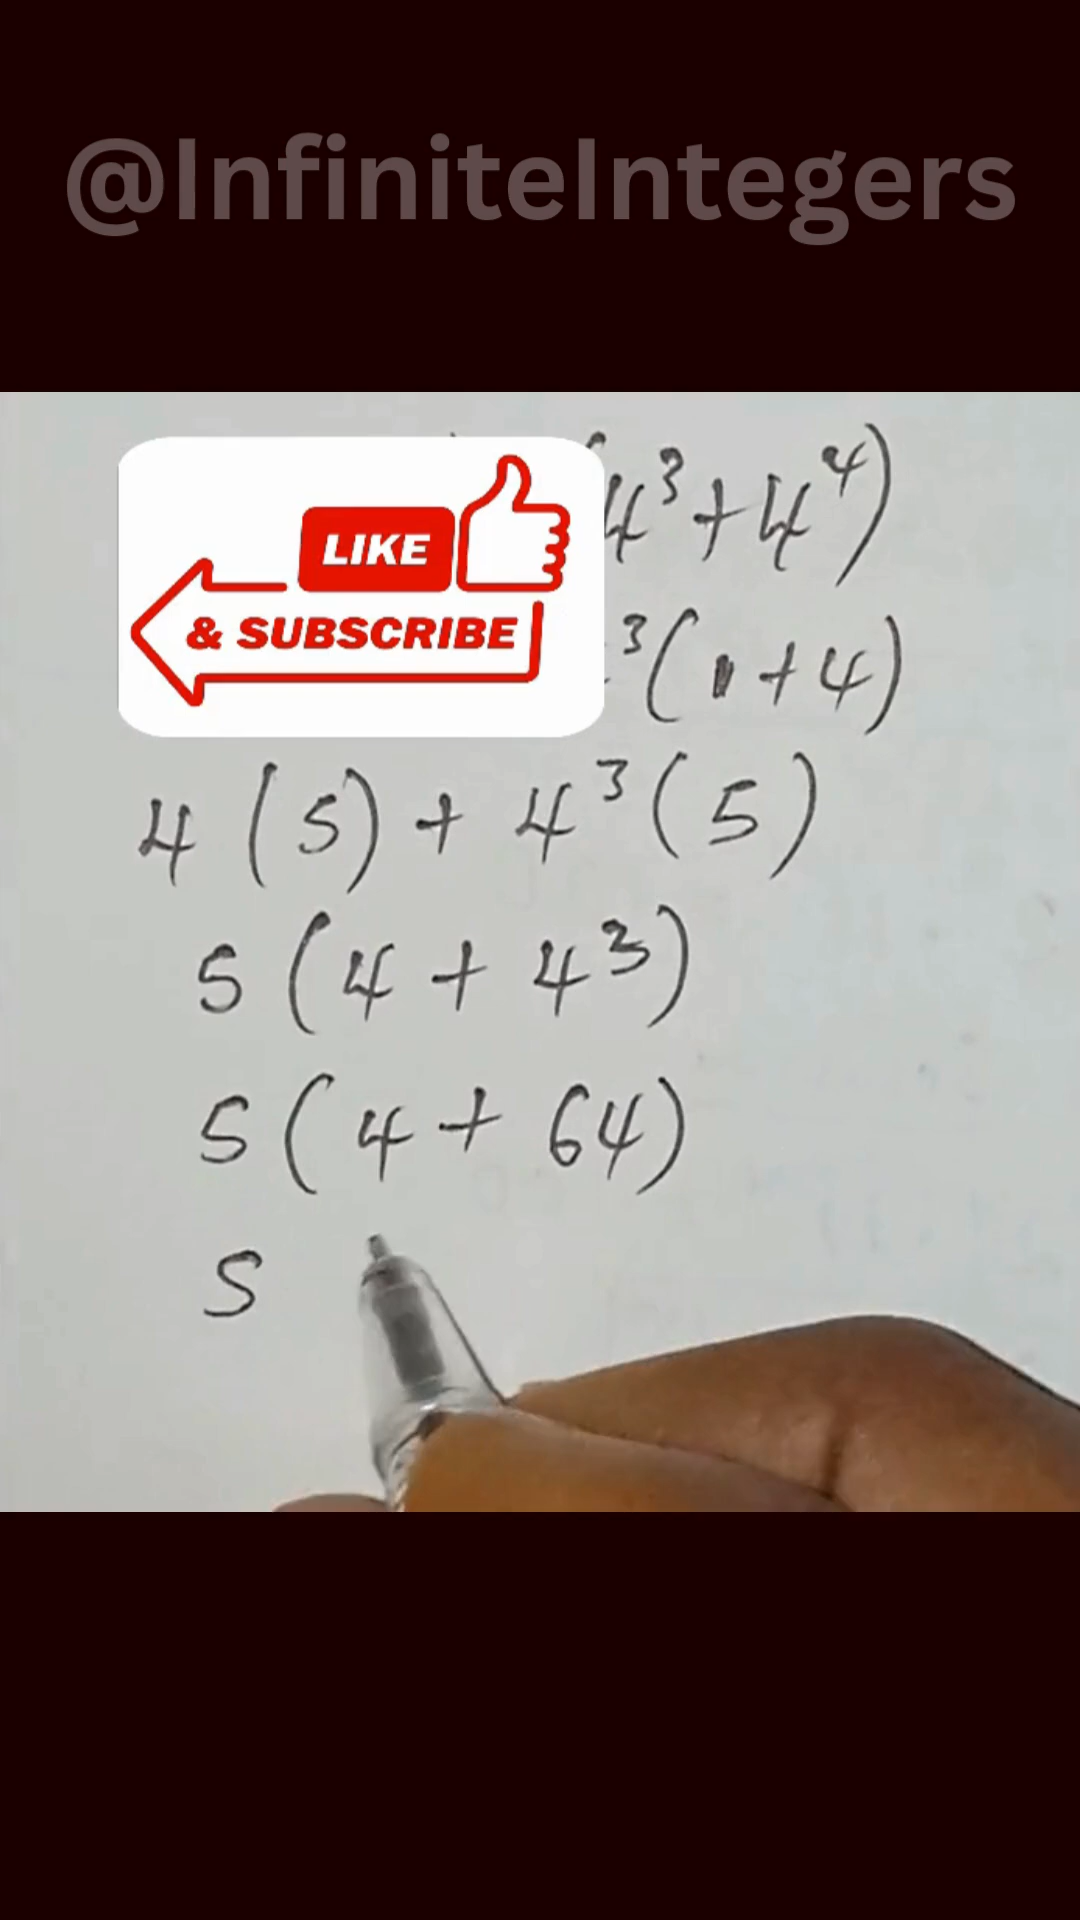 @InfiniteIntegers
4³+4⁴)
LIKE
& SUBSCRIBE
³(1+4)
4(5)+4³(5)
5(4+4³)
5(4+64)
5